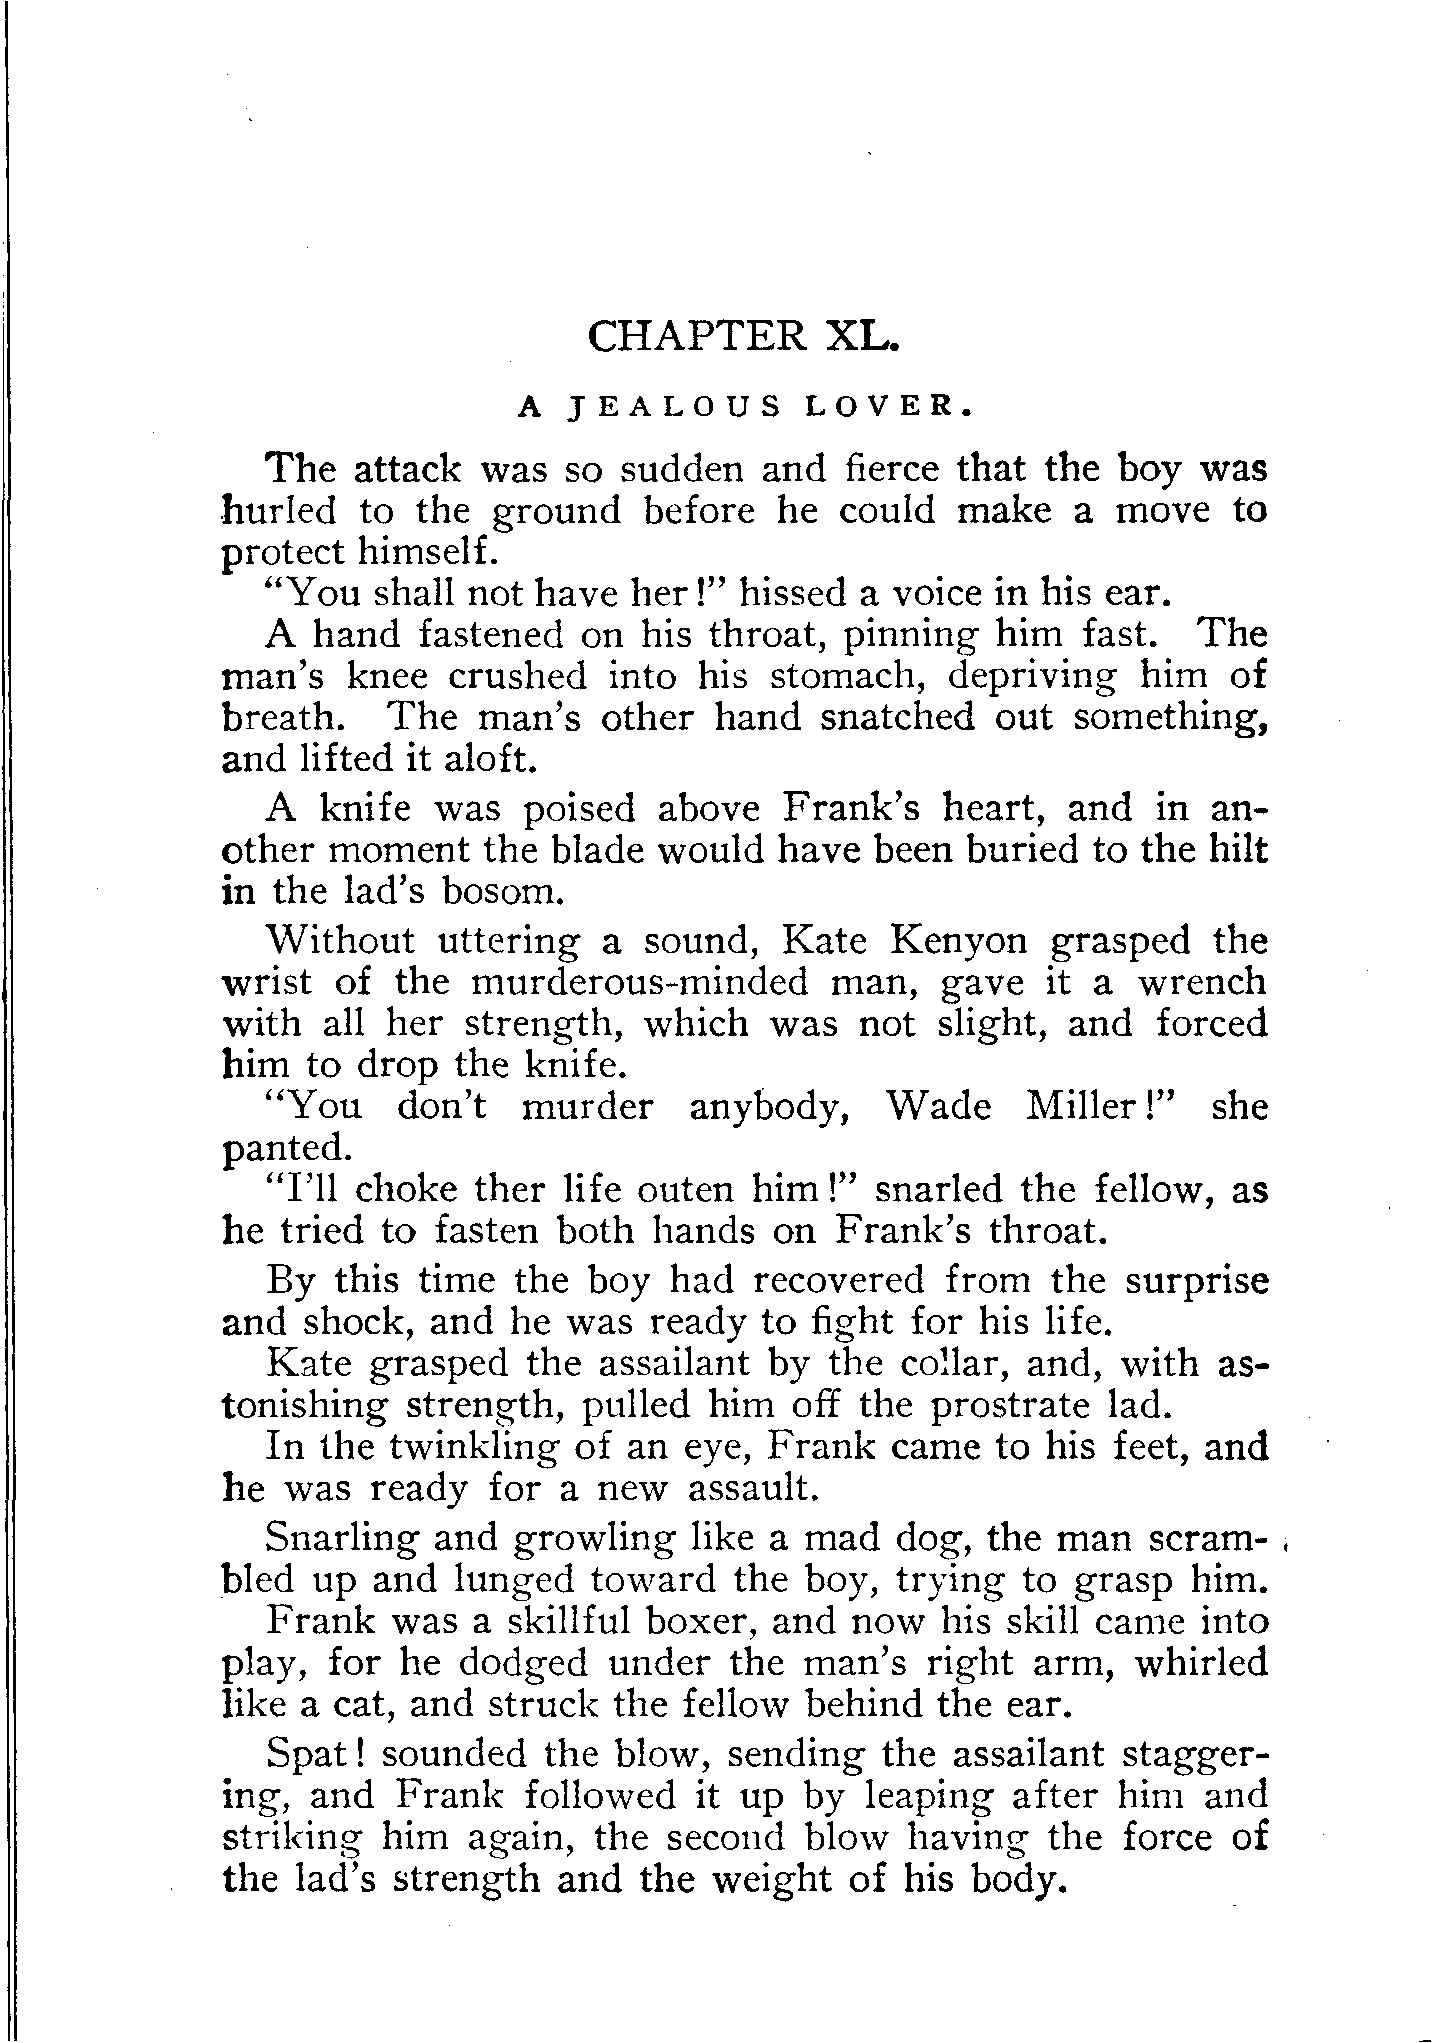 CHAPTER XL.
A JEALOUS LOVER.
The attack was so sudden and fierce that the boy was
hurled to the ground before he could make a move to
protect himself.
“You shall not have her!” hissed a voice in his ear.
A hand fastened on his throat, pinning him fast. The
man’s knee crushed into his stomach, depriving him of
breath. The man’s other hand snatched out something,
and lifted it aloft.
A knife was poised above Frank’s heart, and in an-
other moment the blade would have been buried to the hilt
in the lad’s bosom.
Without uttering a sound, Kate Kenyon grasped the
wrist of the murderous-minded man, gave it a wrench
with all her strength, which was not slight, and forced
him to drop the knife.
“You don’t murder anybody, Wade Miller!” she
panted.
“I’ll choke ther life outen him!” snarled the fellow, as
he tried to fasten both hands on Frank’s throat.
By this time the boy had recovered from the surprise
and shock, and he was ready to fight for his life.
Kate grasped the assailant by the collar, and, with as-
tonishing strength, pulled him off the prostrate lad.
In the twinkling of an eye, Frank came to his feet, and
he was ready for a new assault.
Snarling and growling like a mad dog, the man scram-
bled up and lunged toward the boy, trying to grasp him.
Frank was a skillful boxer, and now his skill came into
play, for he dodged under the man’s right arm, whirled
like a cat, and struck the fellow behind the ear.
Spat! sounded the blow, sending the assailant stagger-
ing, and Frank followed it up by leaping after him and
striking him again, the second blow having the force of
the lad’s strength and the weight of his body.